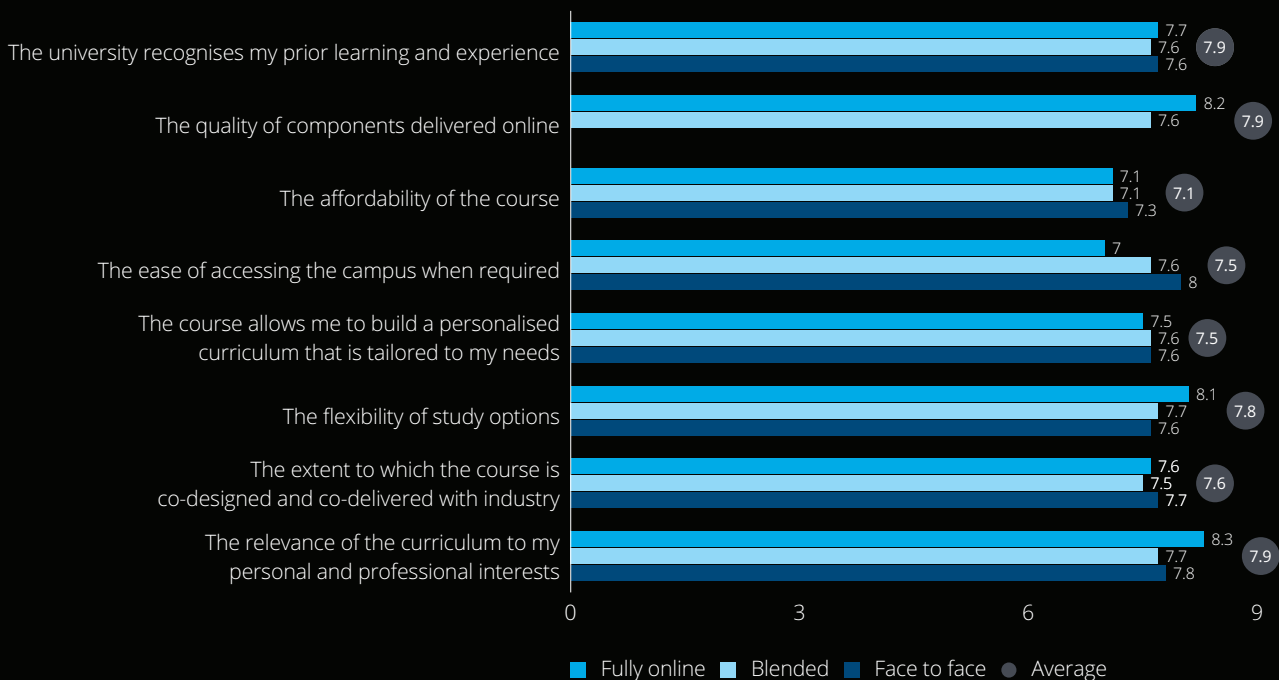 The university recognises my prior learning and experience
7.7
7.6
7.6
7.9
The quality of components delivered online
8.2
7.6
7.9
The affordability of the course
7.1
7.1
7.3
7.1
The ease of accessing the campus when required
7
7.6
8
7.5
The course allows me to build a personalised
curriculum that is tailored to my needs
7.5
7.6
7.6
7.5
The flexibility of study options
8.1
7.7
7.6
7.8
The extent to which the course is
co-designed and co-delivered with industry
7.6
7.5
7.7
7.6
The relevance of the curriculum to my
personal and professional interests
8.3
7.7
7.8
7.9
0 3 6 9
Fully online Blended Face to face Average